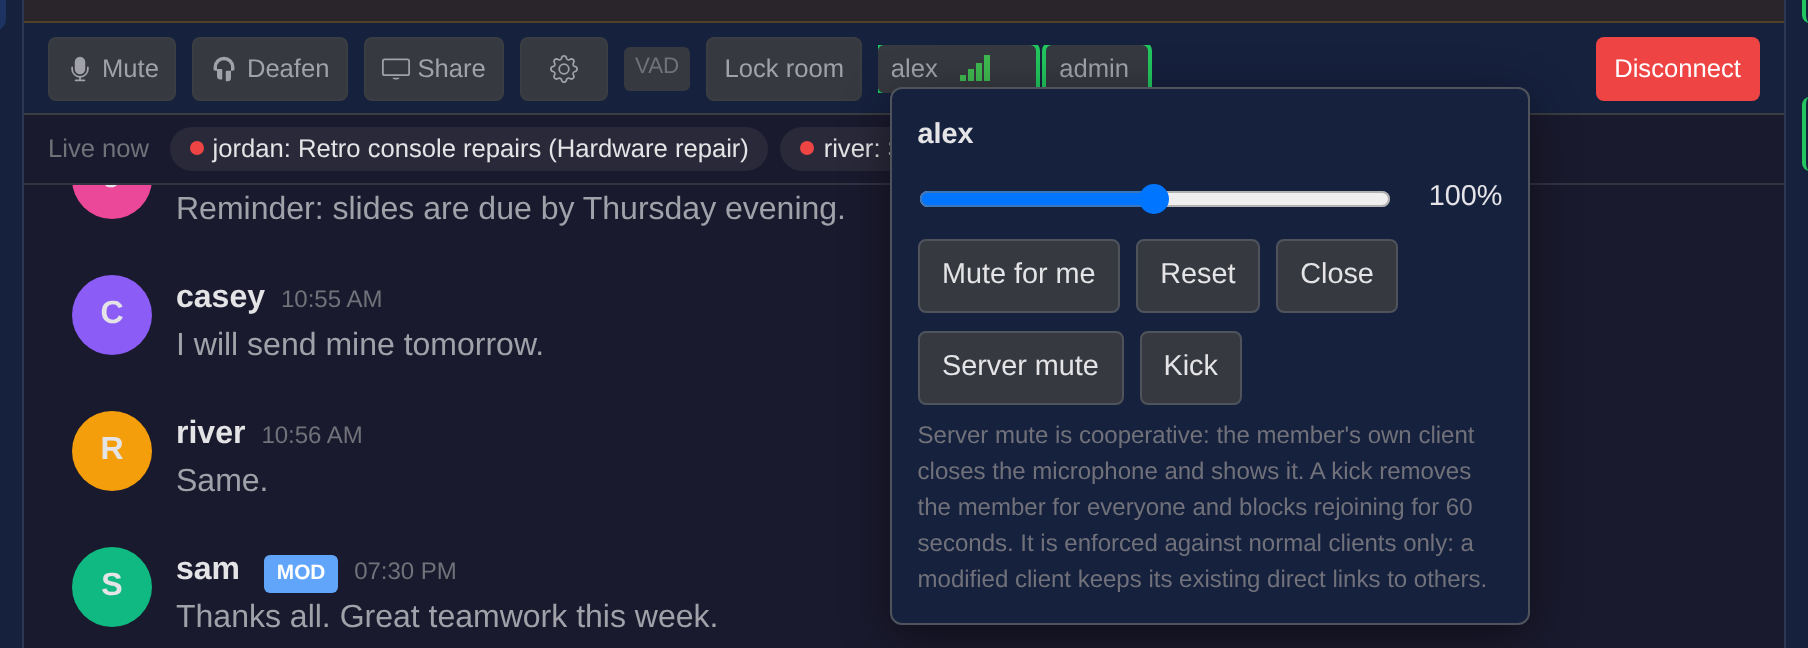 Mute Deafen Share VAD Lock room alex admin Disconnect
Live now jordan: Retro console repairs (Hardware repair) river:
Reminder: slides are due by Thursday evening.
C casey 10:55 AM
I will send mine tomorrow.
R river 10:56 AM
Same.
S sam MOD 07:30 PM
Thanks all. Great teamwork this week.
alex
100%
Mute for me Reset Close
Server mute Kick
Server mute is cooperative: the member's own client
closes the microphone and shows it. A kick removes
the member for everyone and blocks rejoining for 60
seconds. It is enforced against normal clients only: a
modified client keeps its existing direct links to others.